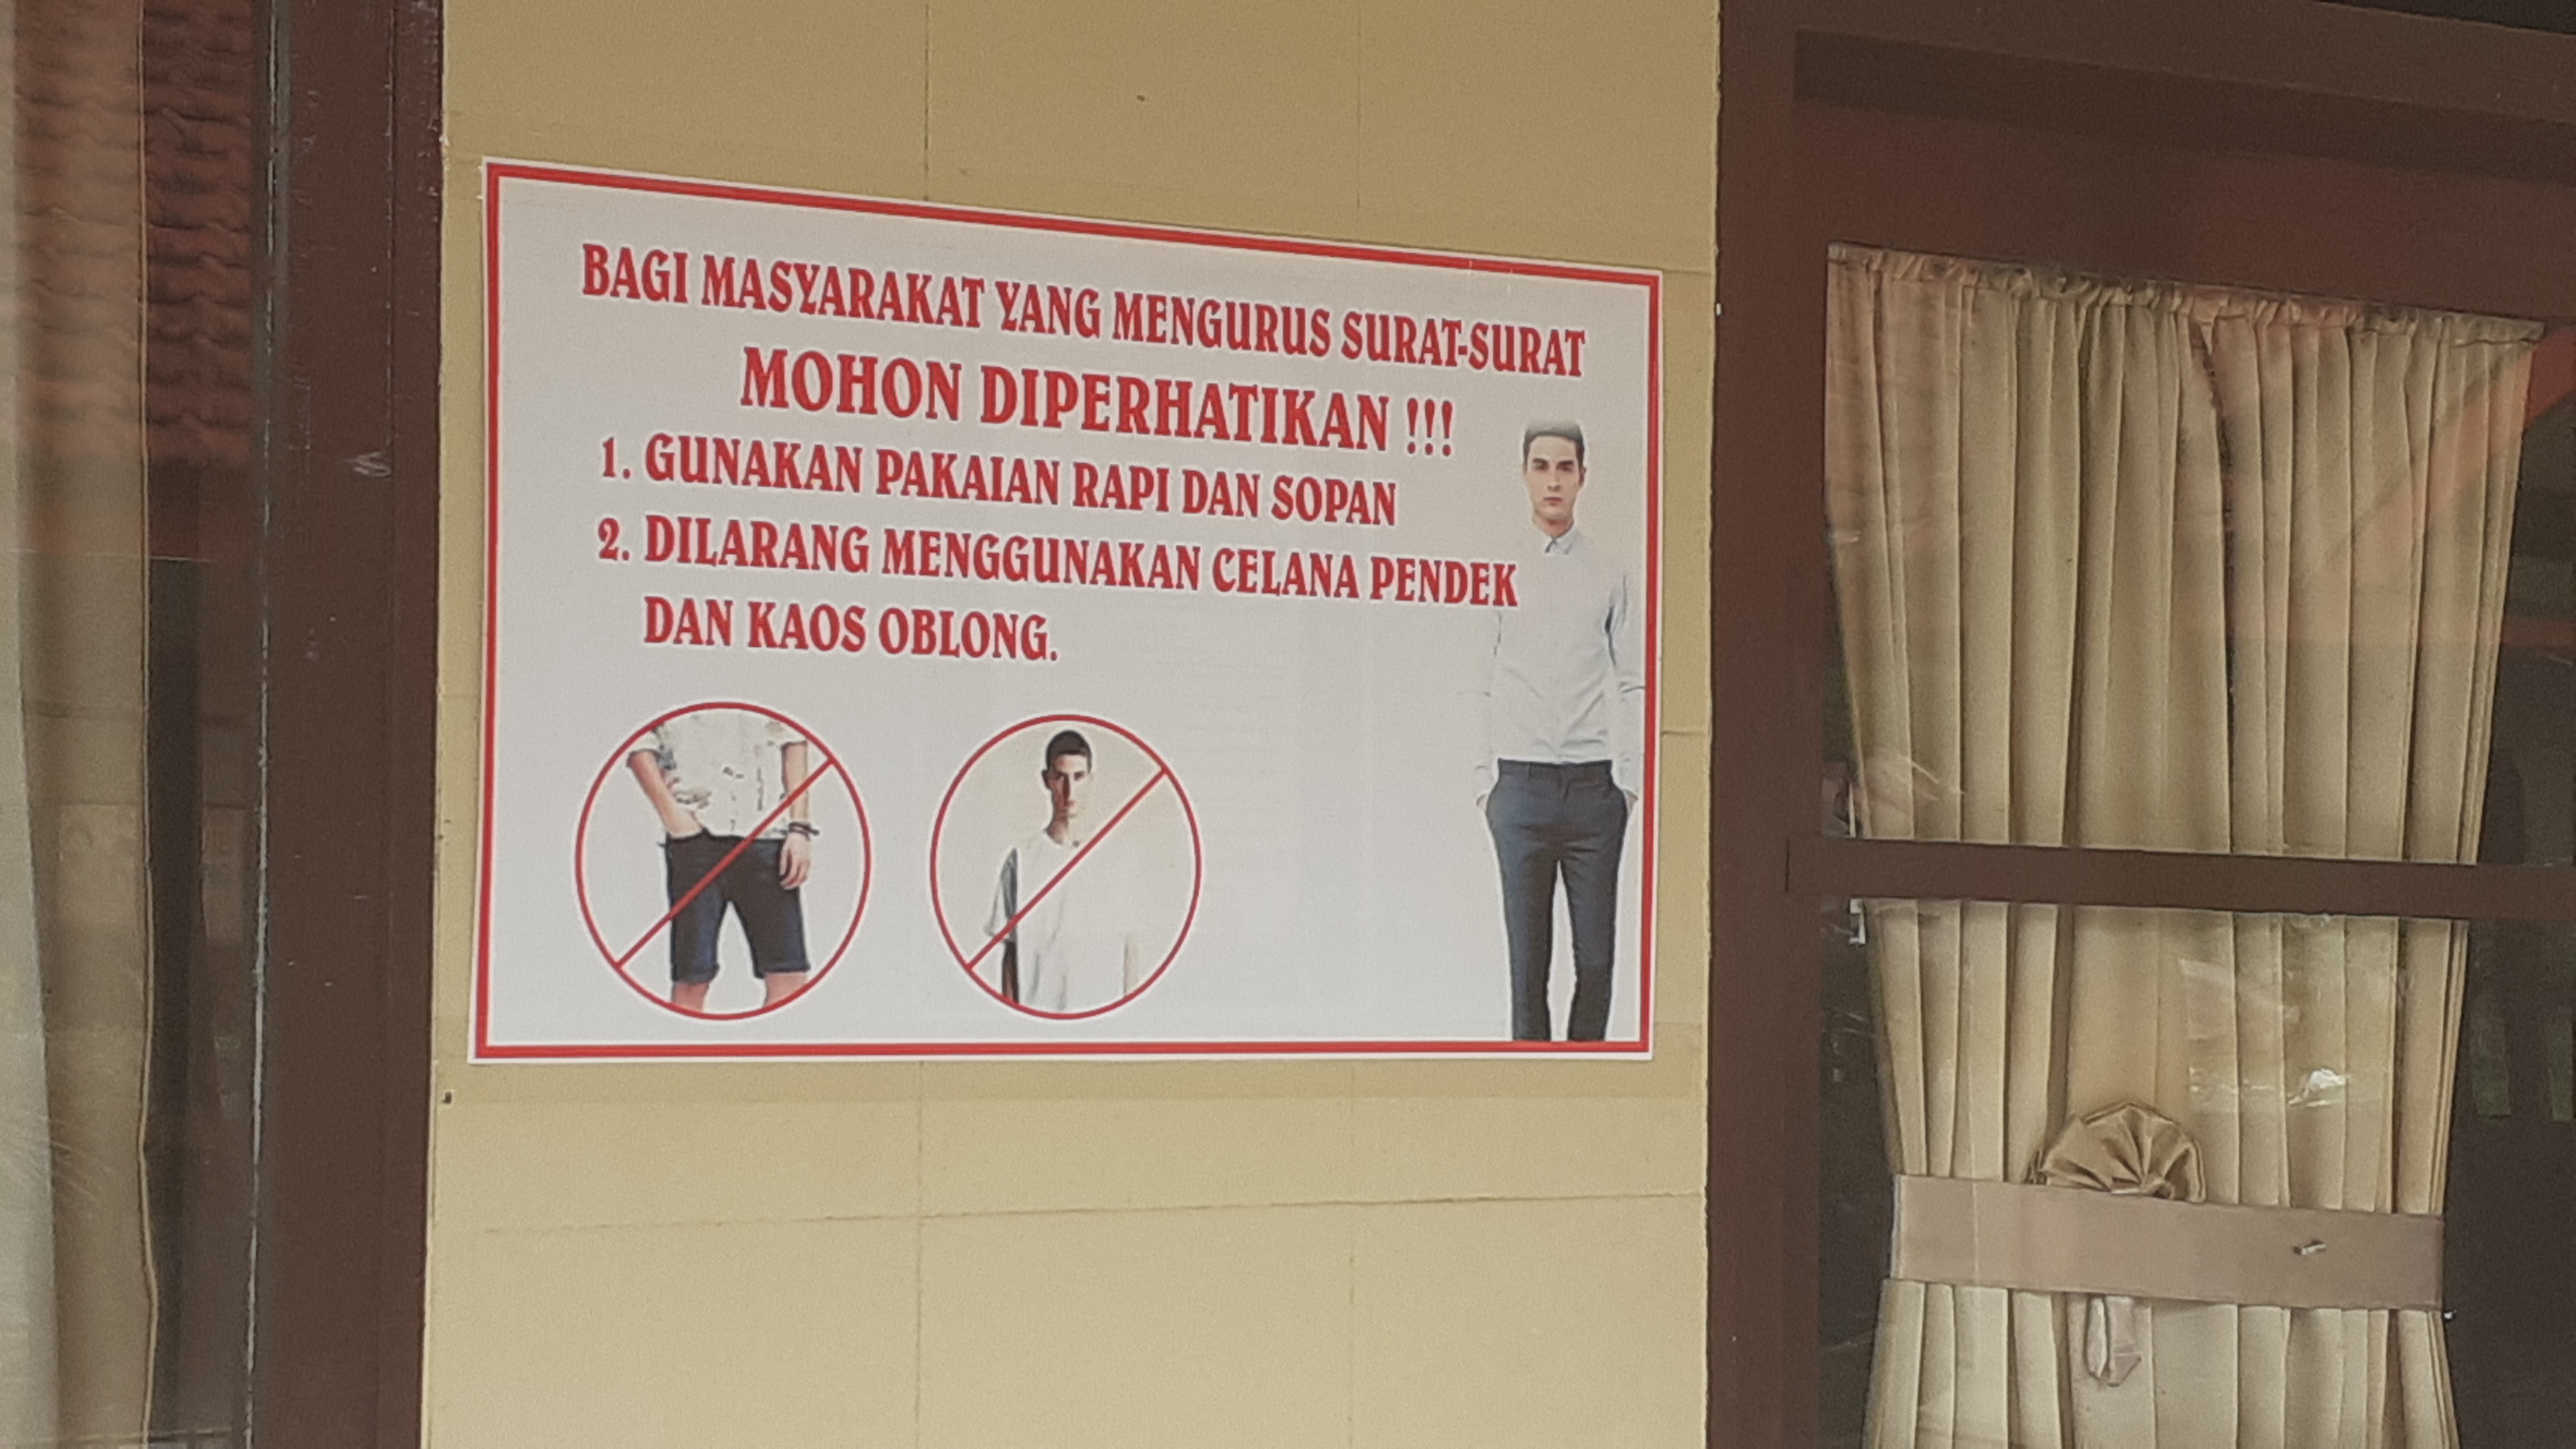 BAGI MASYARAKAT YANG MENGURUS SURAT-SURAT
MOHON DIPERHATIKAN !!!
1. GUNAKAN PAKAIAN RAPI DAN SOPAN
2. DILARANG MENGGUNAKAN CELANA PENDEK
DAN KAOS OBLONG.